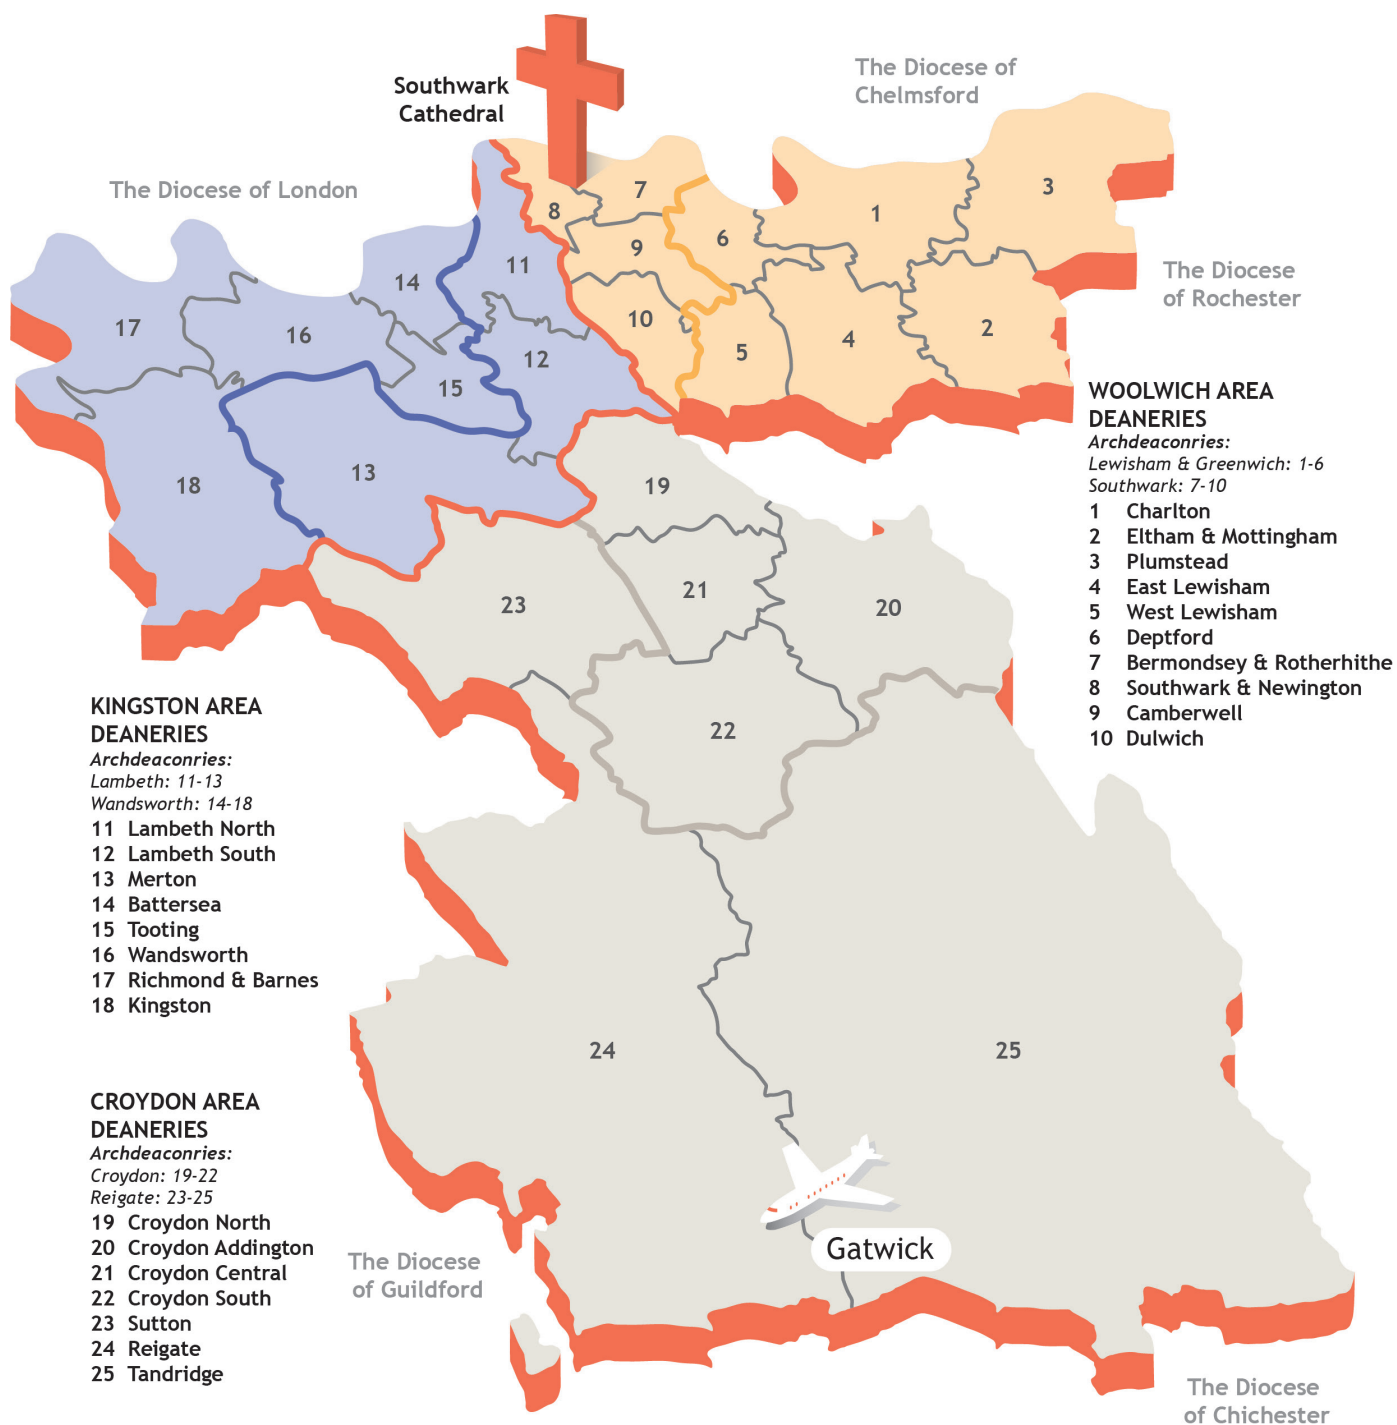 Southwark
Cathedral
The Diocese of
Chelmsford
The Diocese of London
The Diocese
of Rochester
7
3
8
1
6
9
11
14
17
16
10
2
4
5
12
15
13
18
19
21
20
23
22
24
25
WOOLWICH AREA
DEANERIES
Archdeaconries:
Lewisham & Greenwich: 1-6
Southwark: 7-10
1 Charlton
2 Eltham & Mottingham
3 Plumstead
4 East Lewisham
5 West Lewisham
6 Deptford
7 Bermondsey & Rotherhithe
8 Southwark & Newington
9 Camberwell
10 Dulwich
KINGSTON AREA
DEANERIES
Archdeaconries:
Lambeth: 11-13
Wandsworth: 14-18
11 Lambeth North
12 Lambeth South
13 Merton
14 Battersea
15 Tooting
16 Wandsworth
17 Richmond & Barnes
18 Kingston
CROYDON AREA
DEANERIES
Archdeaconries:
Croydon: 19-22
Reigate: 23-25
19 Croydon North
20 Croydon Addington
21 Croydon Central
22 Croydon South
23 Sutton
24 Reigate
25 Tandridge
The Diocese
of Guildford
Gatwick
The Diocese
of Chichester